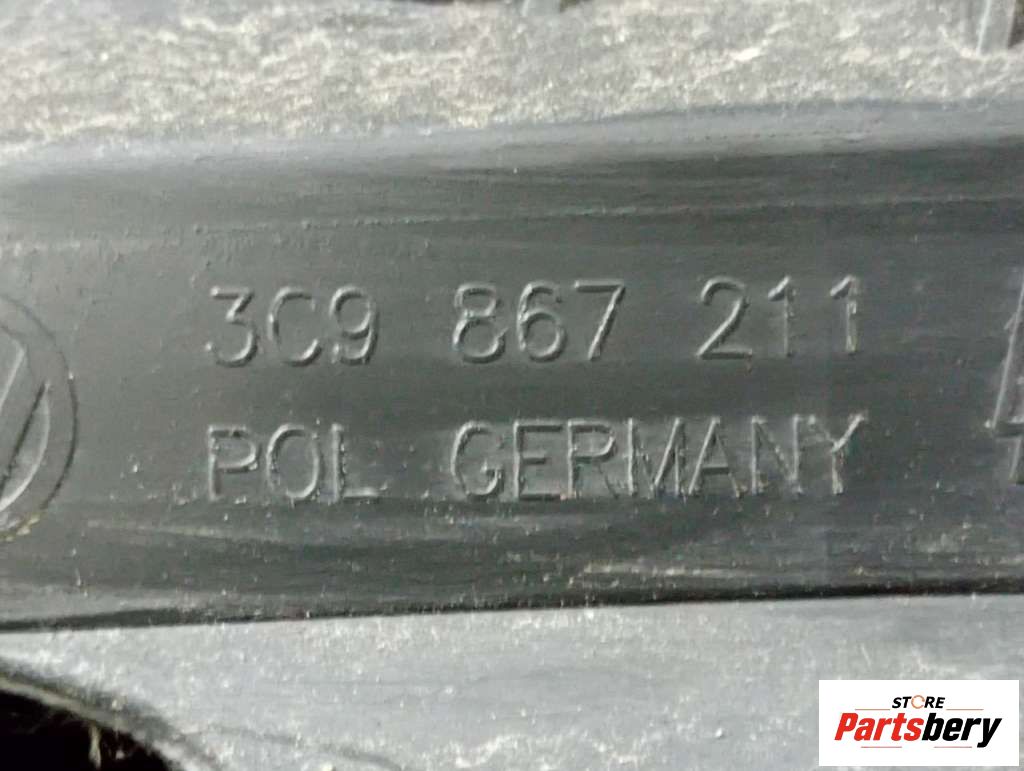 3C9 867 211
POL GERMANY
STORE
Partsbery